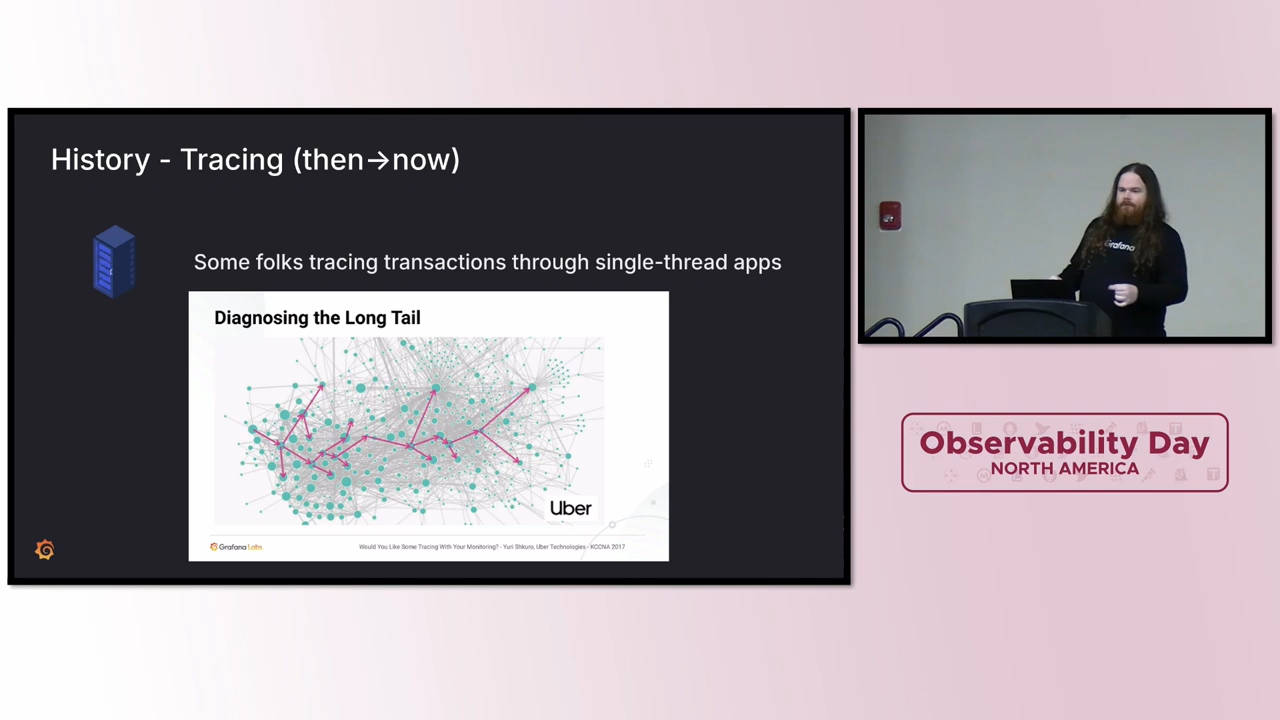 History - Tracing (then→now)
Some folks tracing transactions through single-thread apps
Diagnosing the Long Tail
Uber
Grafana Labs
Would You Like Some Tracing With Your Monitoring? - Yuri Shkuro, Uber Technologies - KCCNA 2017
Grafana
Observability Day
NORTH AMERICA